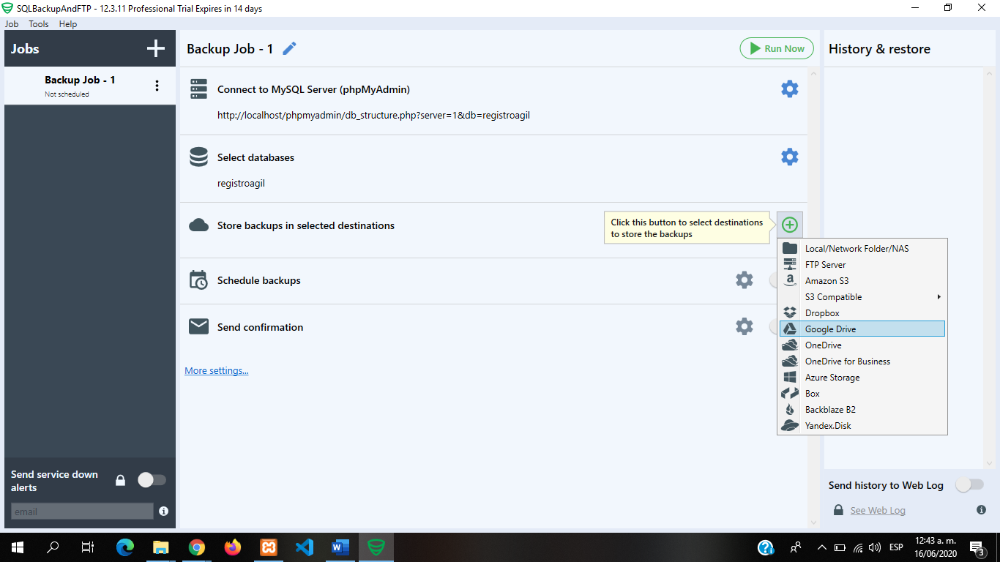 SQLBackupAndFTP - 12.3.11 Professional Trial Expires in 14 days
Job Tools Help
Jobs
Backup Job - 1
Not scheduled
Send service down
alerts
email
Backup Job - 1
Run Now
Connect to MySQL Server (phpMyAdmin)
http://localhost/phpmyadmin/db_structure.php?server=1&db=registroagil
Select databases
registroagil
Store backups in selected destinations
Click this button to select destinations
to store the backups
Schedule backups
Send confirmation
More settings...
Local/Network Folder/NAS
FTP Server
Amazon S3
S3 Compatible
Dropbox
Google Drive
OneDrive
OneDrive for Business
Azure Storage
Box
Backblaze B2
Yandex.Disk
History & restore
Send history to Web Log
See Web Log
ESP
12:43 a. m.
16/06/2020
3